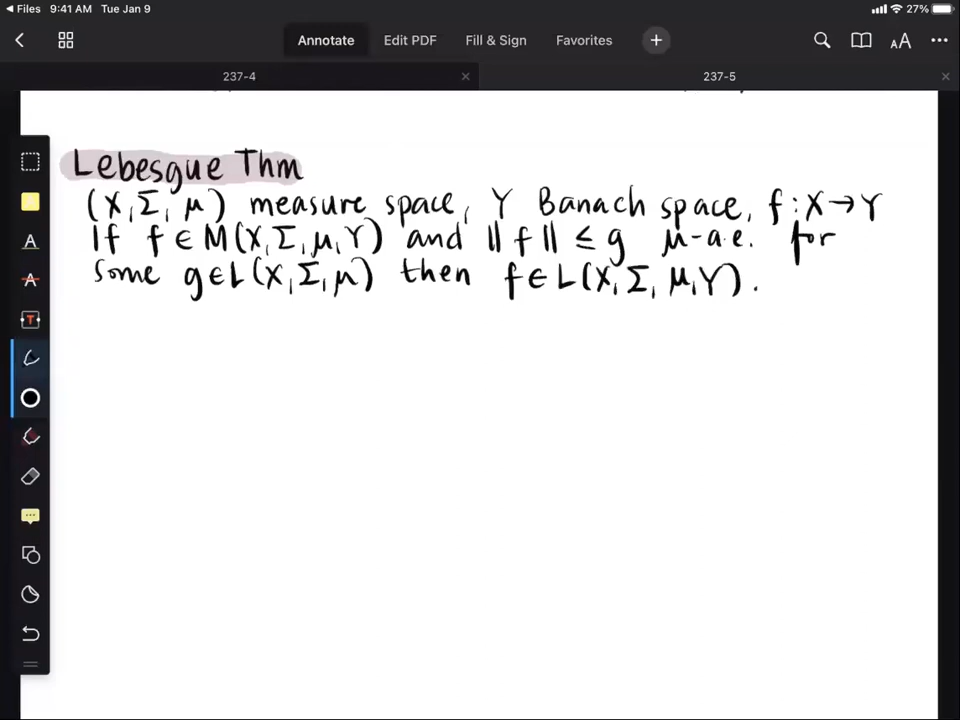 Files 9:41 AM Tue Jan 9 27%
Annotate Edit PDF Fill & Sign Favorites AA
237-4 237-5
Lebesgue Thm
(X, Σ, μ) measure space, Y Banach space, f : X → Y
If f ∈ M(X, Σ, μ, Y) and ‖f‖ ≤ g μ-a.e. for
some g ∈ L(X, Σ, μ) then f ∈ L(X, Σ, μ, Y).
A
A
T